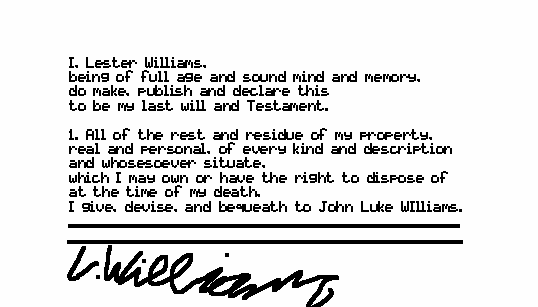 I, Lester Williams,
being of full age and sound mind and memory,
do make, publish and declare this
to be my last will and Testament.
1. All of the rest and residue of my property,
real and personal, of every kind and description
and whosesoever situate,
which I may own or have the right to dispose of
at the time of my death,
I give, devise, and bequeath to John Luke WIlliams.
L.Williams